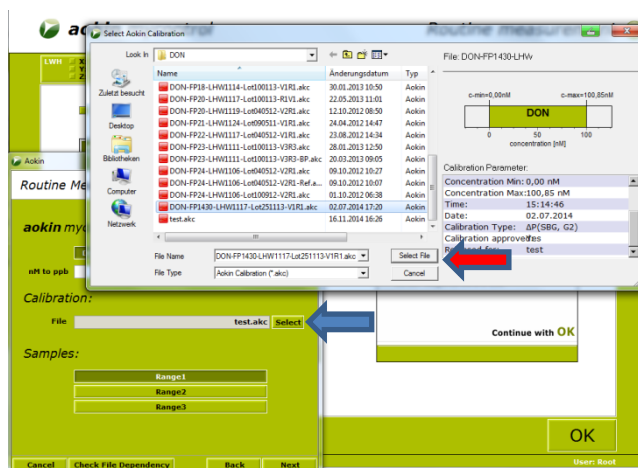 Routine measurement
Select Aokin Calibration
LWH
Look In
DON
File: DON-FP1430-LHW
Name
Änderungsdatum
Typ
Zuletzt besucht
Desktop
Bibliotheken
Computer
Netzwerk
DON-FP18-LHW1114-Lot100113-V1R1.akc 30.01.2013 10:50 Aokin
DON-FP20-LHW1117-Lot100113-R1V1.akc 22.05.2013 11:01 Aokin
DON-FP20-LHW1119-Lot040512-V2R1.akc 12.10.2012 08:50 Aokin
DON-FP21-LHW1124-Lot090511-V2R1.akc 24.04.2012 14:47 Aokin
DON-FP22-LHW1117-Lot040512-V3R1.akc 23.08.2012 14:34 Aokin
DON-FP23-LHW1111-Lot100113-V3R3.akc 28.01.2013 12:50 Aokin
DON-FP23-LHW1111-Lot100113-V3R3-BP.akc 20.03.2013 09:05 Aokin
DON-FP24-LHW1106-Lot040512-V2R1.akc 09.10.2012 10:27 Aokin
DON-FP24-LHW1106-Lot040512-V2R1-Ref.a... 09.10.2012 10:07 Aokin
DON-FP24-LHW1106-Lot100912-V2R1.akc 01.10.2012 06:38 Aokin
DON-FP1430-LHW1117-Lot251113-V1R1.akc 02.07.2014 17:20 Aokin
test.akc 16.11.2014 16:26 Aokin
File Name
DON-FP1430-LHW1117-Lot251113-V1R1.akc
Select File
File Type
Aokin Calibration (*.akc)
Cancel
c-min=0,00nM
c-max=100,85nM
DON
0 50 100
concentration [nM]
Calibration Parameter:
Concentration Min: 0,00 nM
Concentration Max: 100,85 nM
Time: 15:14:46
Date: 02.07.2014
Calibration Type: ΔP(SBG, G2)
Calibration approved: Yes
test
Aokin
Routine Me
aokin myc
nM to ppb
Calibration:
File
test.akc
Select
Samples:
Range1
Range2
Range3
Cancel
Check File Dependency
Back
Next
Continue with OK
OK
User: Root